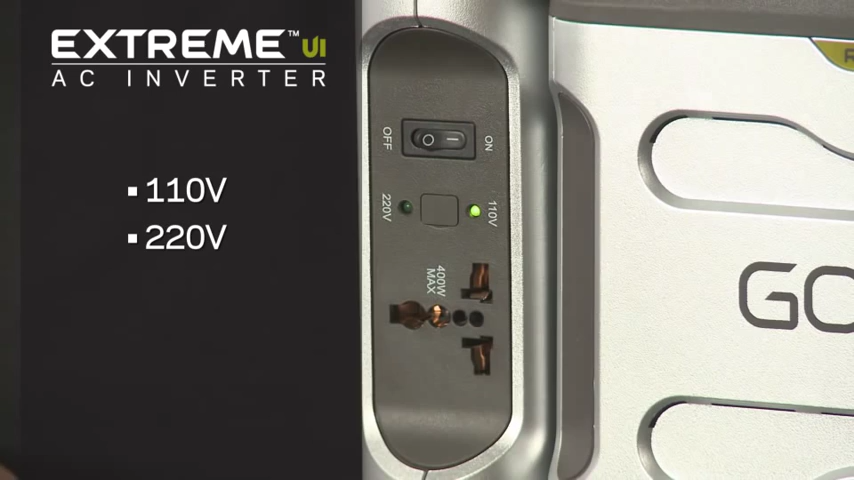 EXTREME™ UI
AC INVERTER
▪ 110V
▪ 220V
OFF
ON
220V
110V
400W
MAX
GO